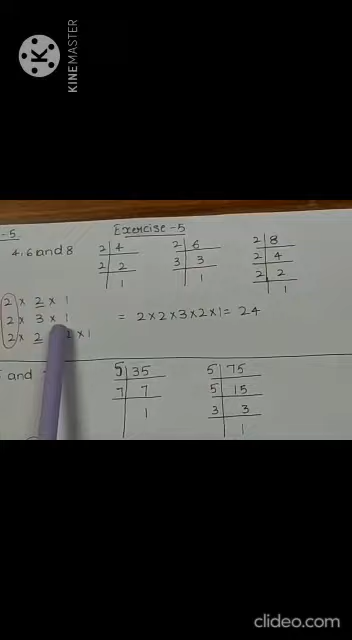 KINEMASTER
-5
Exercise -5
4, 6 and 8
2 4
2 2
1
2 6
3 3
1
2 8
2 4
2 2
1
2 × 2 × 1
2 × 3 × 1
2 × 2 × 1
= 2×2×3×2×1= 24
and
5 35
7 7
1
5 75
5 15
3 3
1
clideo.com